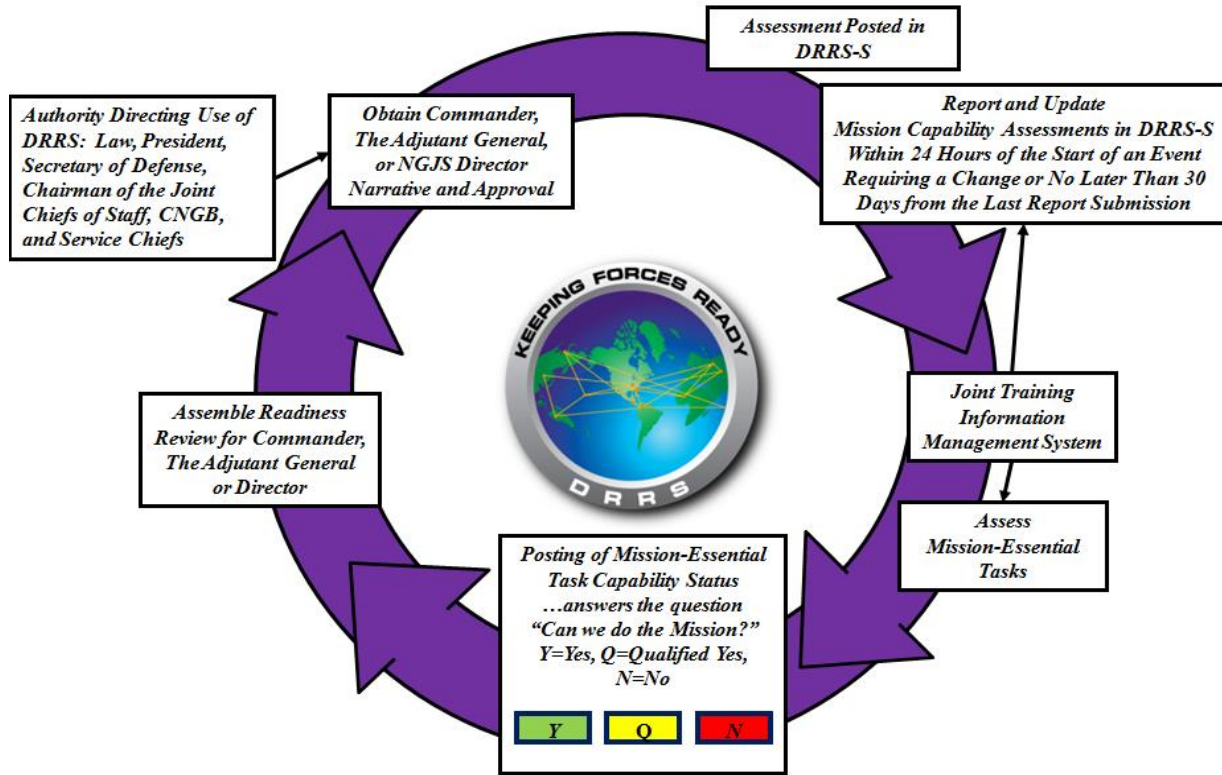 Assessment Posted in
DRRS-S
Authority Directing Use of
DRRS: Law, President,
Secretary of Defense,
Chairman of the Joint
Chiefs of Staff, CNGB,
and Service Chiefs
Obtain Commander,
The Adjutant General,
or NGJS Director
Narrative and Approval
Report and Update
Mission Capability Assessments in DRRS-S
Within 24 Hours of the Start of an Event
Requiring a Change or No Later Than 30
Days from the Last Report Submission
KEEPING FORCES READY
DRRS
Assemble Readiness
Review for Commander,
The Adjutant General
or Director
Joint Training
Information
Management System
Assess
Mission-Essential
Tasks
Posting of Mission-Essential
Task Capability Status
…answers the question
“Can we do the Mission?”
Y=Yes, Q=Qualified Yes,
N=No
Y Q N